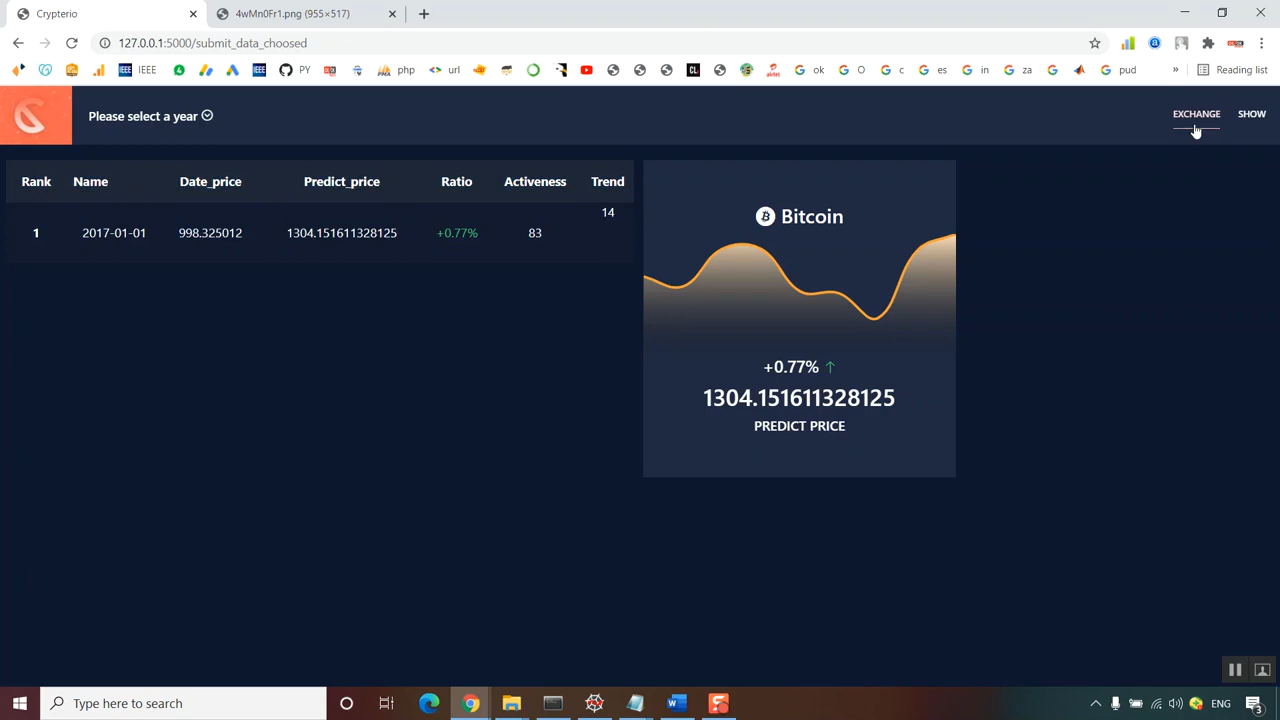 Crypterio
4wMn0Fr1.png (955×517)
127.0.0.1:5000/submit_data_choosed
IEEE PY php url CL airtel ok O c es in za pud » Reading list
Please select a year
EXCHANGE SHOW
Rank Name Date_price Predict_price Ratio Activeness Trend
14
1 2017-01-01 998.325012 1304.151611328125 +0.77% 83
Bitcoin
+0.77% ↑
1304.151611328125
PREDICT PRICE
Type here to search
ENG
3